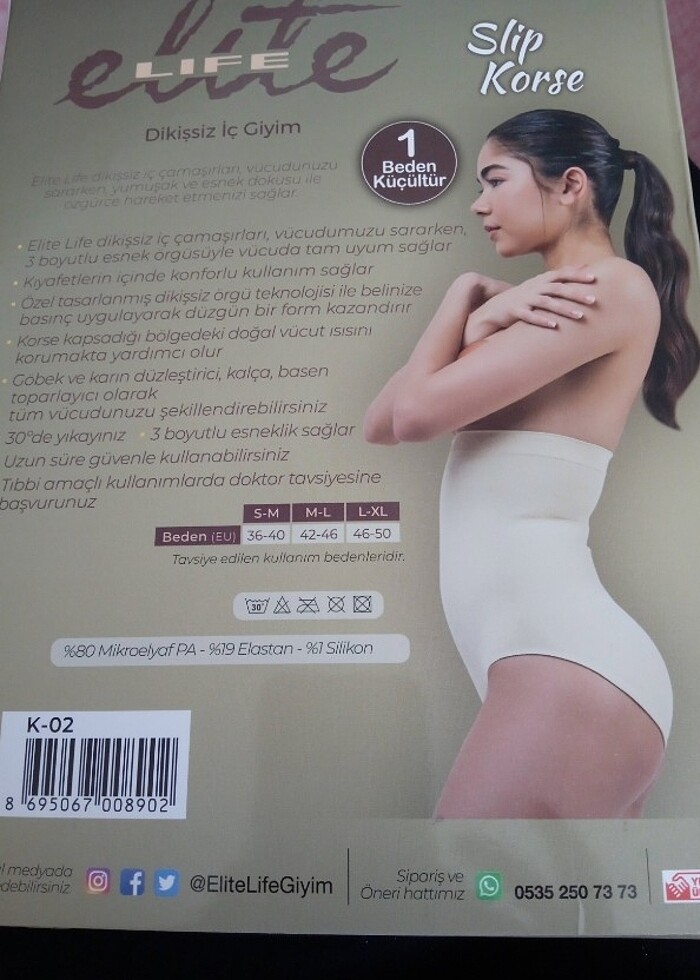 elite
LIFE
Slip
Korse
Dikişsiz İç Giyim
1
Beden
Küçültür
Elite Life dikişsiz iç çamaşırları, vücudunuzu
sararken, yumuşak ve esnek dokusu ile
özgürce hareket etmenizi sağlar.
• Elite Life dikişsiz iç çamaşırları, vücudumuzu sararken,
3 boyutlu esnek örgüsüyle vücuda tam uyum sağlar
• Kıyafetlerin içinde konforlu kullanım sağlar
• Özel tasarlanmış dikişsiz örgü teknolojisi ile belinize
basınç uygulayarak düzgün bir form kazandırır
• Korse kapsadığı bölgedeki doğal vücut ısısını
korumakta yardımcı olur
• Göbek ve karın düzleştirici, kalça, basen
toparlayıcı olarak
tüm vücudunuzu şekillendirebilirsiniz
30°de yıkayınız • 3 boyutlu esneklik sağlar
Uzun süre güvenle kullanabilirsiniz
Tıbbi amaçlı kullanımlarda doktor tavsiyesine
başvurunuz
S-M M-L L-XL
Beden (EU) 36-40 42-46 46-50
Tavsiye edilen kullanım bedenleridir.
30°
%80 Mikroelyaf PA - %19 Elastan - %1 Silikon
K-02
8 695067 008902
medyada
@EliteLifeGiyim
Sipariş ve
Öneri hattımız
0535 250 73 73